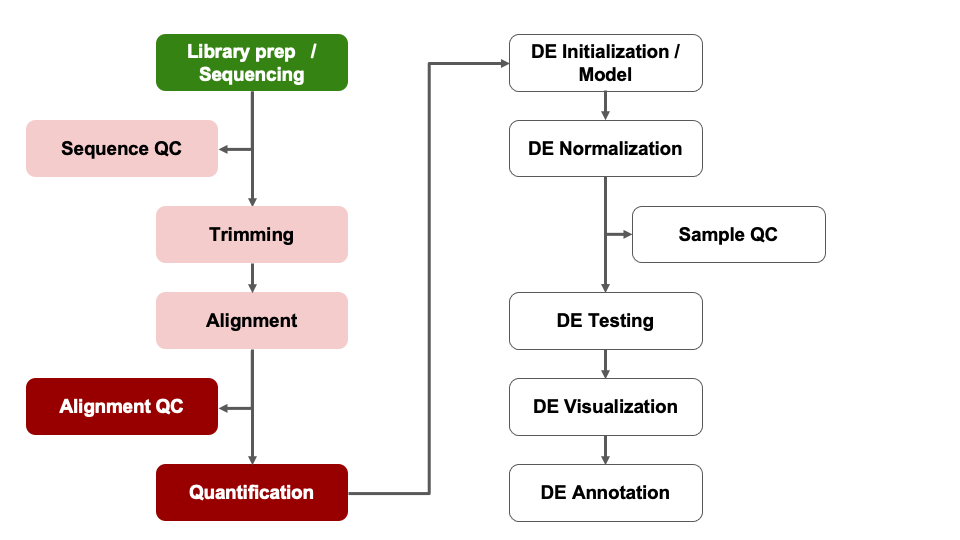 Library prep /
Sequencing
Sequence QC
Trimming
Alignment
Alignment QC
Quantification
DE Initialization /
Model
DE Normalization
Sample QC
DE Testing
DE Visualization
DE Annotation